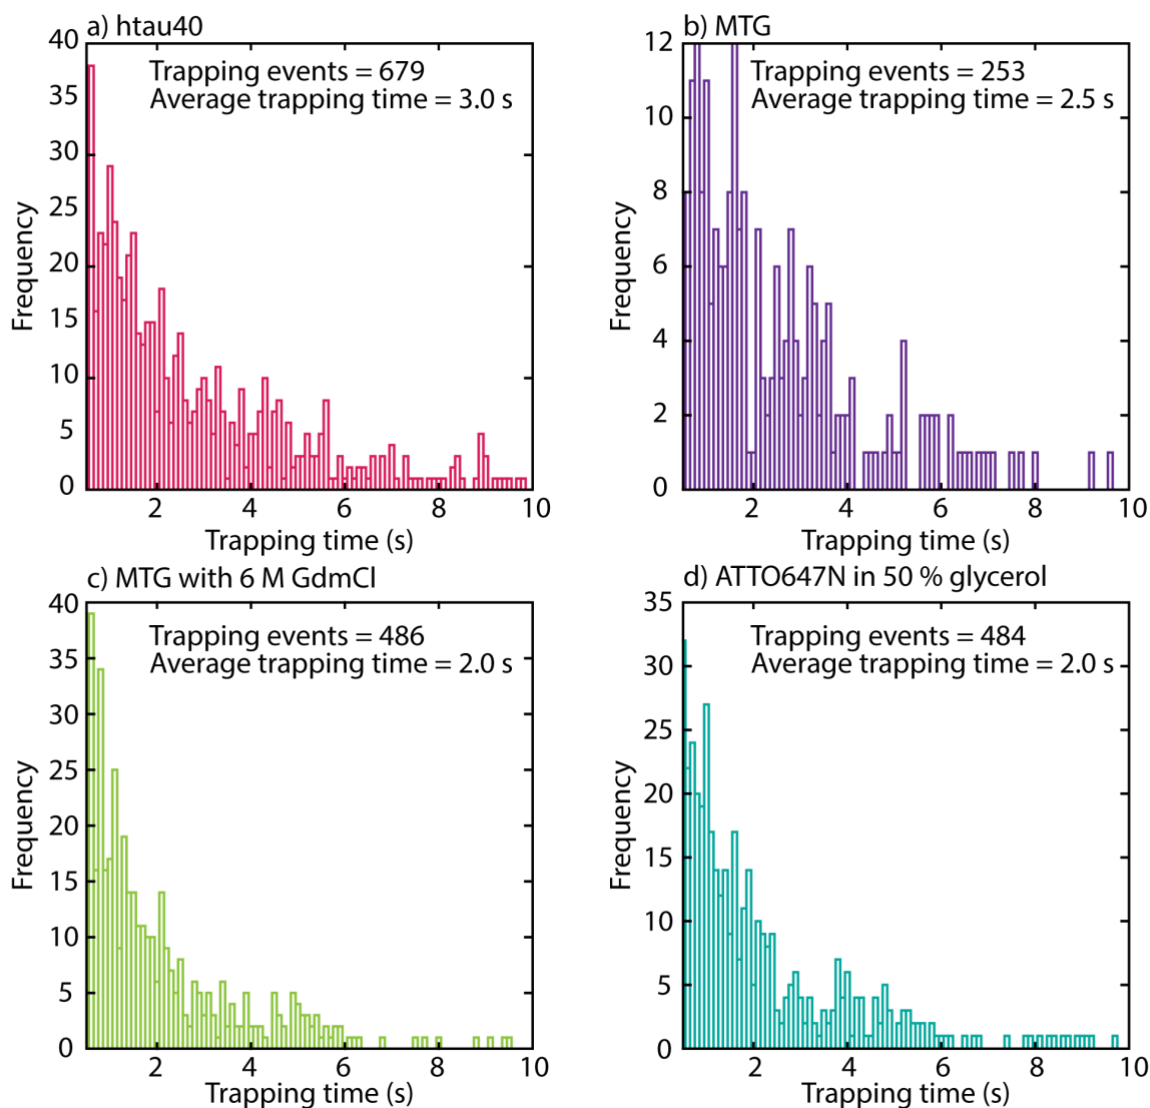 a) htau40
Trapping events = 679
Average trapping time = 3.0 s
40
35
30
25
20
15
10
5
0
Frequency
2
4
6
8
10
Trapping time (s)
b) MTG
Trapping events = 253
Average trapping time = 2.5 s
12
10
8
6
4
2
0
Frequency
2
4
6
8
10
Trapping time (s)
c) MTG with 6 M GdmCl
Trapping events = 486
Average trapping time = 2.0 s
40
35
30
25
20
15
10
5
0
Frequency
2
4
6
8
10
Trapping time (s)
d) ATTO647N in 50 % glycerol
Trapping events = 484
Average trapping time = 2.0 s
35
30
25
20
15
10
5
0
Frequency
2
4
6
8
10
Trapping time (s)